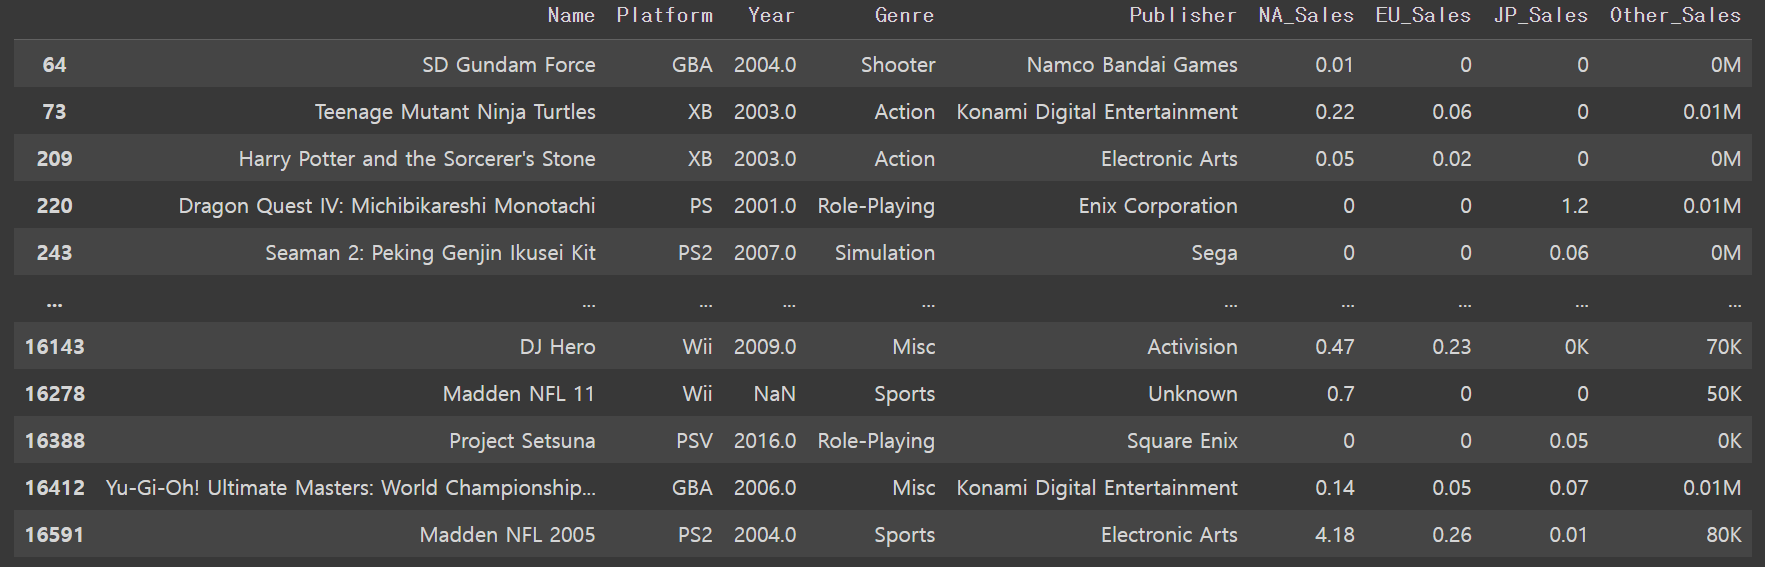 Name Platform Year Genre Publisher NA_Sales EU_Sales JP_Sales Other_Sales
64 SD Gundam Force GBA 2004.0 Shooter Namco Bandai Games 0.01 0 0 0M
73 Teenage Mutant Ninja Turtles XB 2003.0 Action Konami Digital Entertainment 0.22 0.06 0 0.01M
209 Harry Potter and the Sorcerer's Stone XB 2003.0 Action Electronic Arts 0.05 0.02 0 0M
220 Dragon Quest IV: Michibikareshi Monotachi PS 2001.0 Role-Playing Enix Corporation 0 0 1.2 0.01M
243 Seaman 2: Peking Genjin Ikusei Kit PS2 2007.0 Simulation Sega 0 0 0.06 0M
... ... ... ... ... ... ... ... ... ...
16143 DJ Hero Wii 2009.0 Misc Activision 0.47 0.23 0K 70K
16278 Madden NFL 11 Wii NaN Sports Unknown 0.7 0 0 50K
16388 Project Setsuna PSV 2016.0 Role-Playing Square Enix 0 0 0.05 0K
16412 Yu-Gi-Oh! Ultimate Masters: World Championship... GBA 2006.0 Misc Konami Digital Entertainment 0.14 0.05 0.07 0.01M
16591 Madden NFL 2005 PS2 2004.0 Sports Electronic Arts 4.18 0.26 0.01 80K